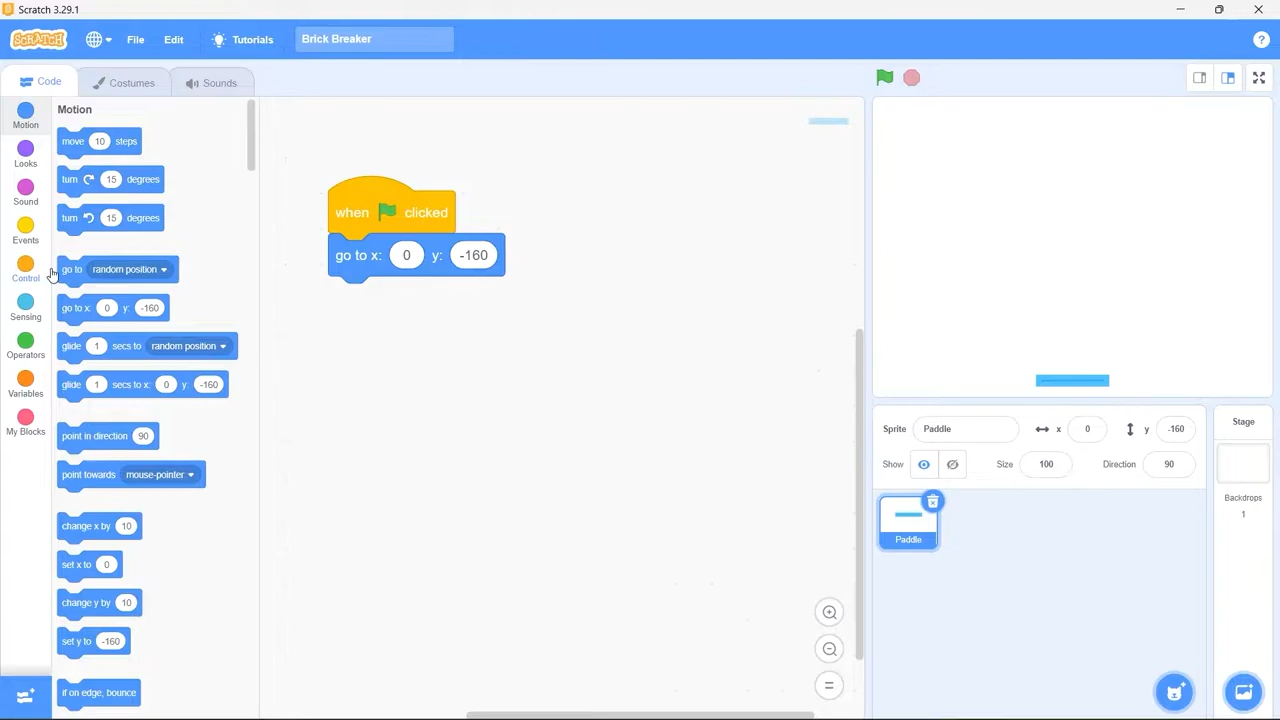 Scratch 3.29.1
SCRATCH File Edit Tutorials Brick Breaker ?
Code Costumes Sounds
Motion
Looks
Sound
Events
Control
Sensing
Operators
Variables
My Blocks
Motion
move 10 steps
turn 15 degrees
turn 15 degrees
go to random position
go to x: 0 y: -160
glide 1 secs to random position
glide 1 secs to x: 0 y: -160
point in direction 90
point towards mouse-pointer
change x by 10
set x to 0
change y by 10
set y to -160
if on edge, bounce
when clicked
go to x: 0 y: -160
Sprite Paddle x 0 y -160
Show Size 100 Direction 90
Paddle
Stage
Backdrops
1